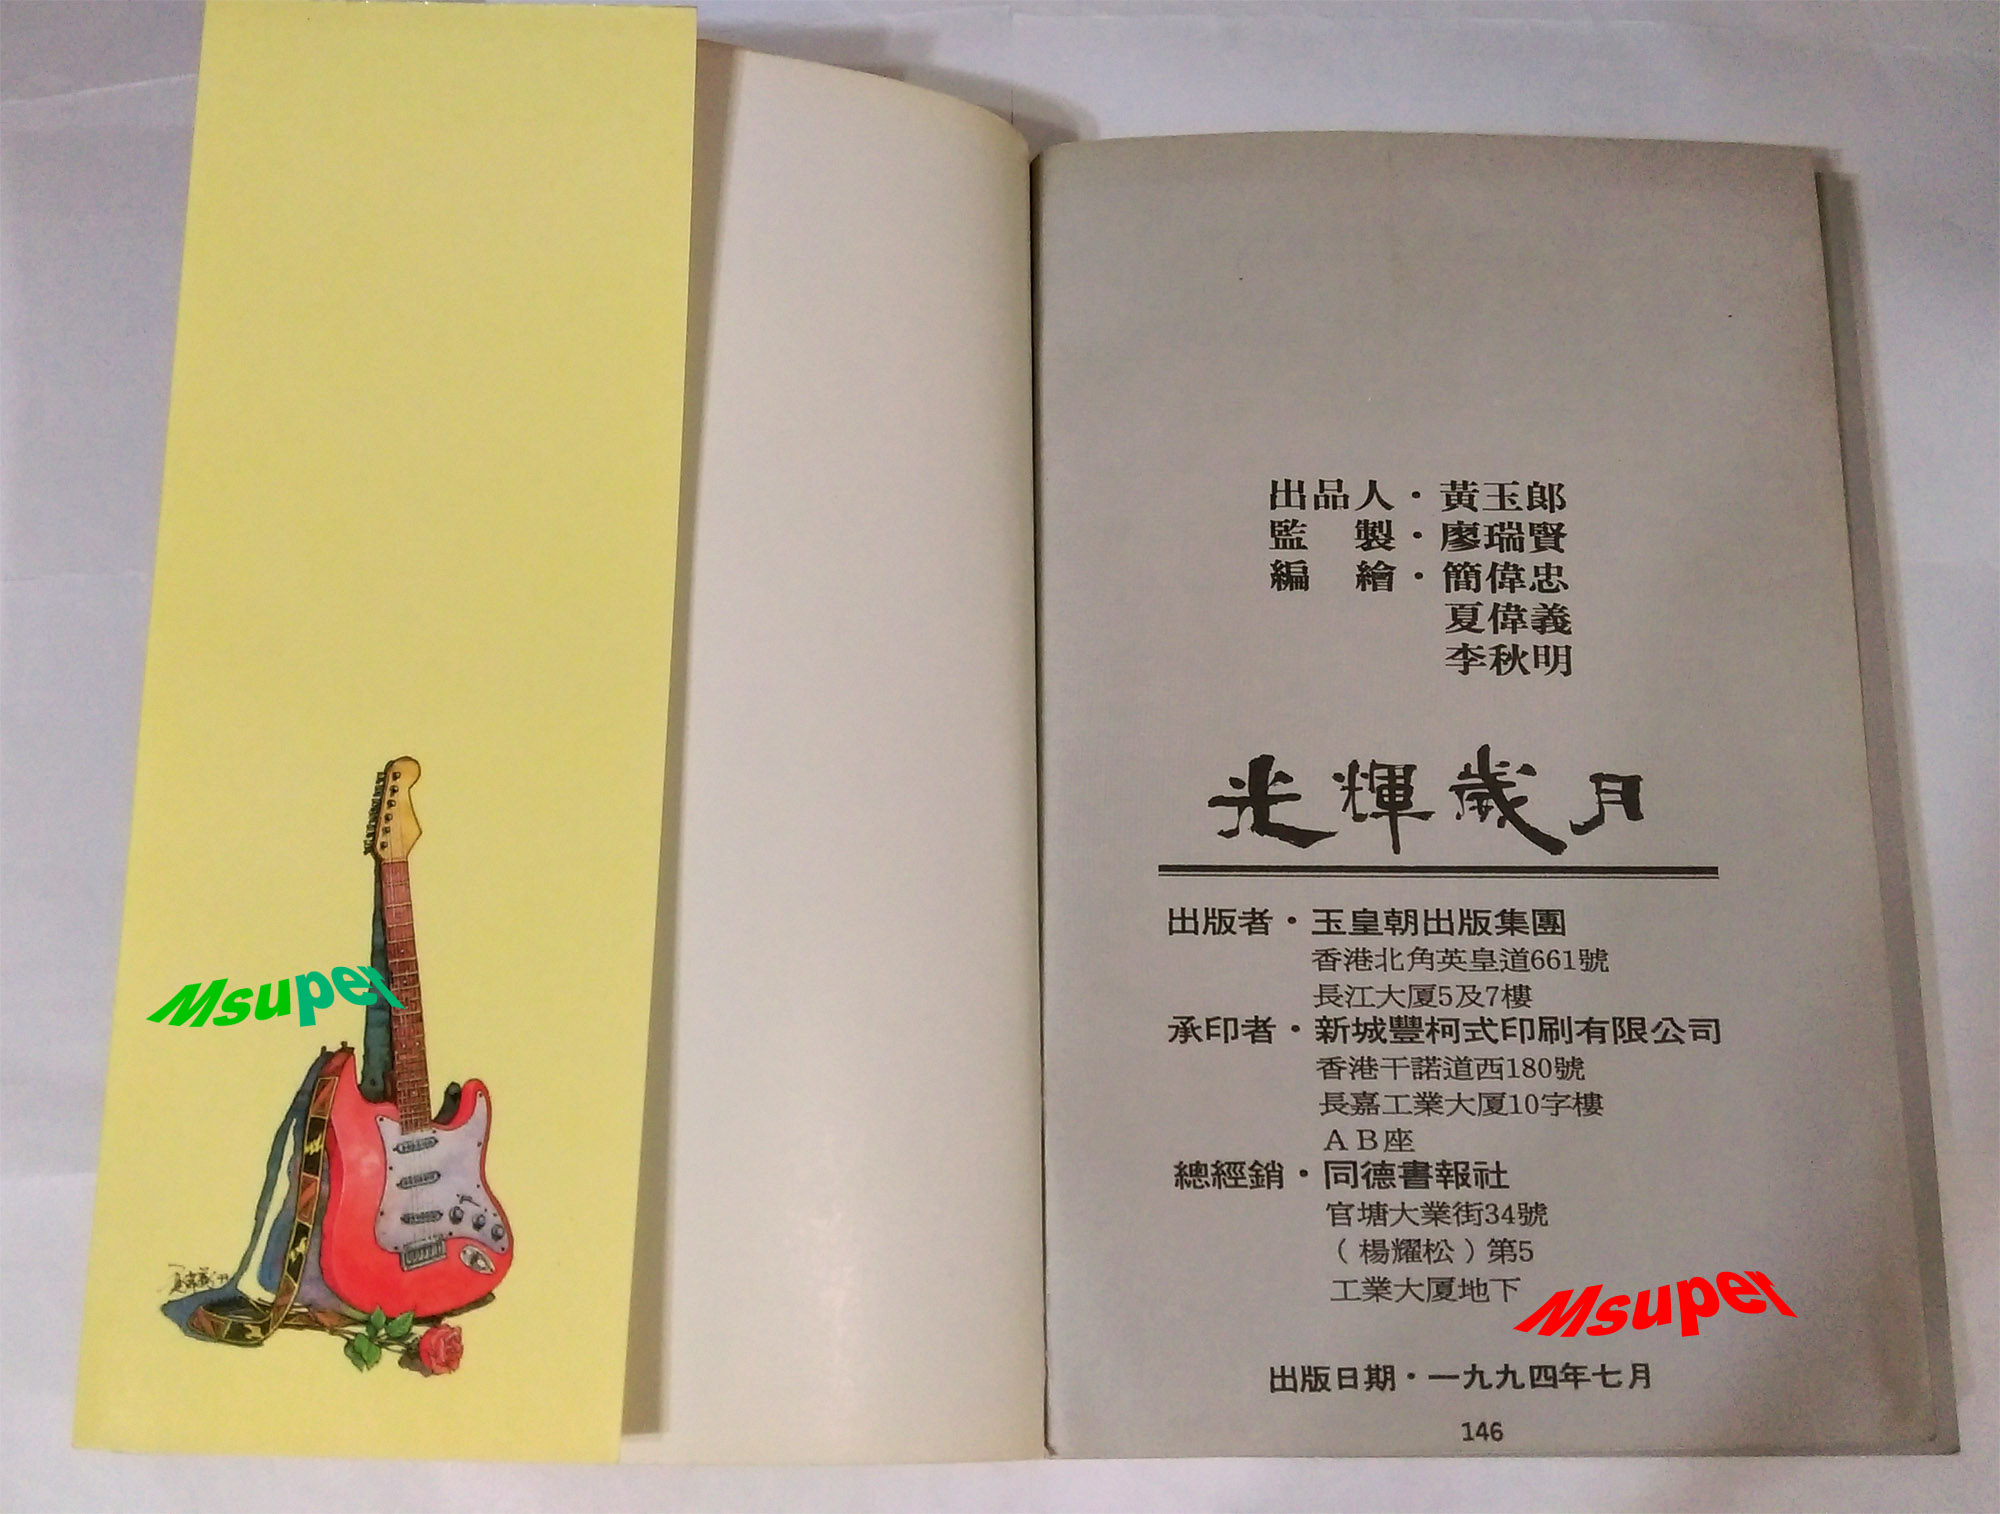 Msuper
出品人・黃玉郎
監　製・廖瑞賢
編　繪・簡偉忠
夏偉義
李秋明
光輝歲月
出版者・玉皇朝出版集團
香港北角英皇道661號
長江大厦5及7樓
承印者・新城豐柯式印刷有限公司
香港干諾道西180號
長嘉工業大厦10字樓
ＡＢ座
總經銷・同德書報社
官塘大業街34號
（楊耀松）第5
工業大厦地下
Msuper
出版日期・一九九四年七月
146